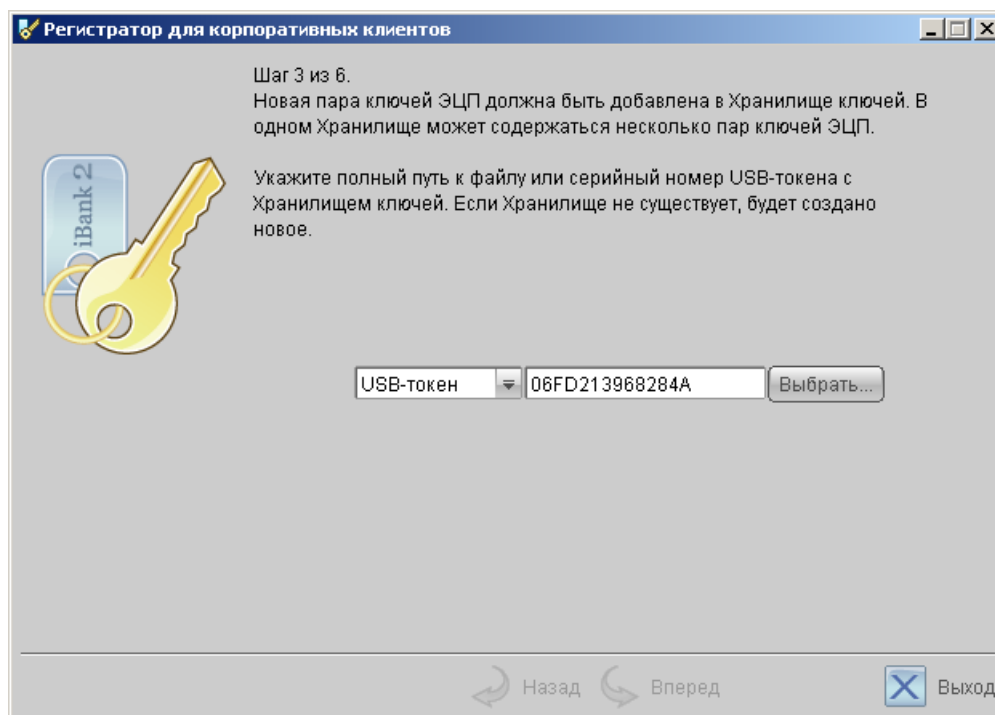 Регистратор для корпоративных клиентов
Шаг 3 из 6.
Новая пара ключей ЭЦП должна быть добавлена в Хранилище ключей. В
одном Хранилище может содержаться несколько пар ключей ЭЦП.
Укажите полный путь к файлу или серийный номер USB-токена с
Хранилищем ключей. Если Хранилище не существует, будет создано
новое.
iBank 2
USB-токен 06FD213968284A Выбрать...
Назад Вперед Выход